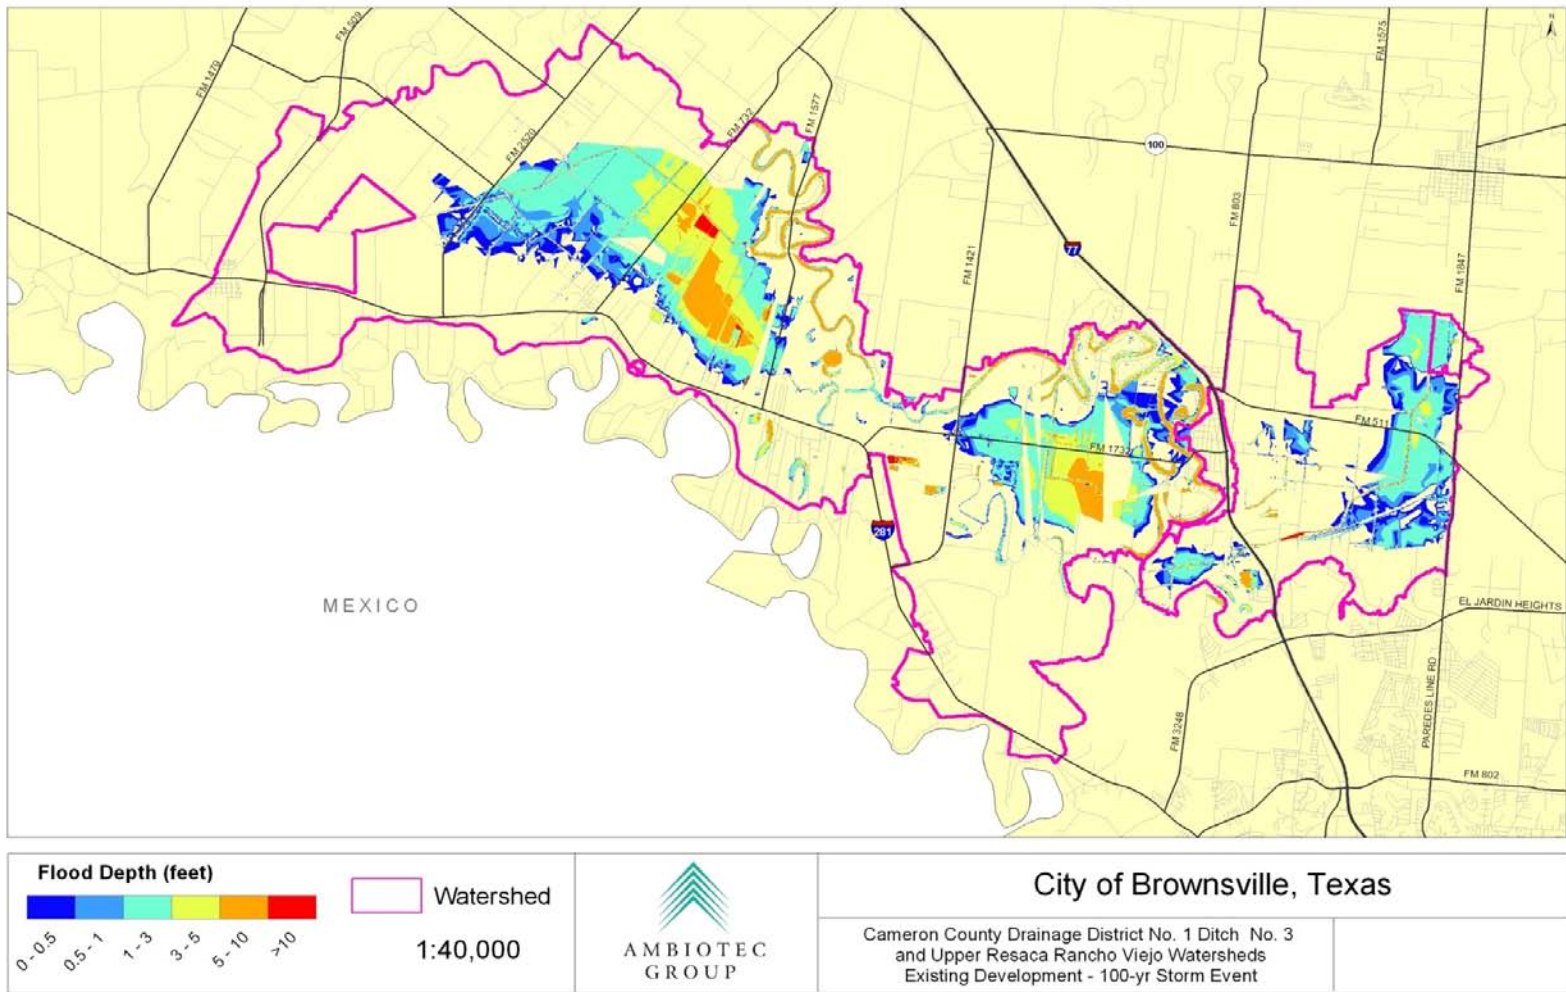 FM 509
FM 1479
FM 2520
FM 732
FM 1577
FM 1575
100
FM 803
FM 1421
77
FM 1847
FM 511
FM 1732
281
MEXICO
EL JARDIN HEIGHTS
PAREDES LINE RD
FM 3248
FM 802
Flood Depth (feet)
0 - 0.5
0.5 - 1
1 - 3
3 - 5
5 - 10
>10
Watershed
1:40,000
AMBIOTEC
GROUP
City of Brownsville, Texas
Cameron County Drainage District No. 1 Ditch No. 3
and Upper Resaca Rancho Viejo Watersheds
Existing Development - 100-yr Storm Event